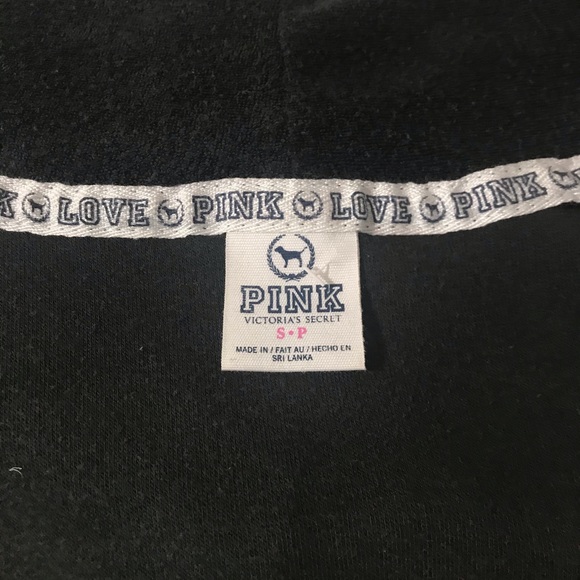 K LOVE PINK LOVE PINK
PINK
VICTORIA'S SECRET
S•P
MADE IN / FAIT AU / HECHO EN
SRI LANKA